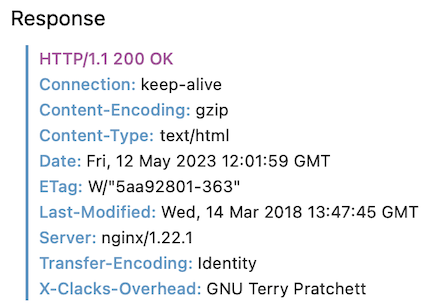 Response
HTTP/1.1 200 OK
Connection: keep-alive
Content-Encoding: gzip
Content-Type: text/html
Date: Fri, 12 May 2023 12:01:59 GMT
ETag: W/"5aa92801-363"
Last-Modified: Wed, 14 Mar 2018 13:47:45 GMT
Server: nginx/1.22.1
Transfer-Encoding: Identity
X-Clacks-Overhead: GNU Terry Pratchett